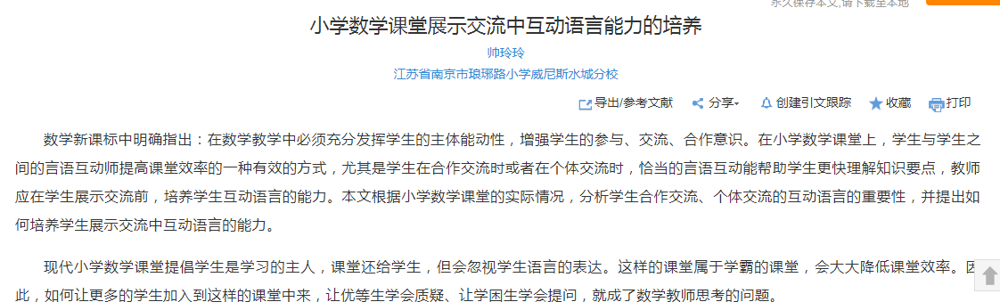 永久保存本文,请下载至本地
小学数学课堂展示交流中互动语言能力的培养
帅玲玲
江苏省南京市琅琊路小学威尼斯水城分校
导出/参考文献 分享 创建引文跟踪 收藏 打印
数学新课标中明确指出：在数学教学中必须充分发挥学生的主体能动性，增强学生的参与、交流、合作意识。在小学数学课堂上，学生与学生之
间的言语互动师提高课堂效率的一种有效的方式，尤其是学生在合作交流时或者在个体交流时，恰当的言语互动能帮助学生更快理解知识要点，教师
应在学生展示交流前，培养学生互动语言的能力。本文根据小学数学课堂的实际情况，分析学生合作交流、个体交流的互动语言的重要性，并提出如
何培养学生展示交流中互动语言的能力。
现代小学数学课堂提倡学生是学习的主人，课堂还给学生，但会忽视学生语言的表达。这样的课堂属于学霸的课堂，会大大降低课堂效率。因
此，如何让更多的学生加入到这样的课堂中来，让优等生学会质疑、让学困生学会提问，就成了数学教师思考的问题。